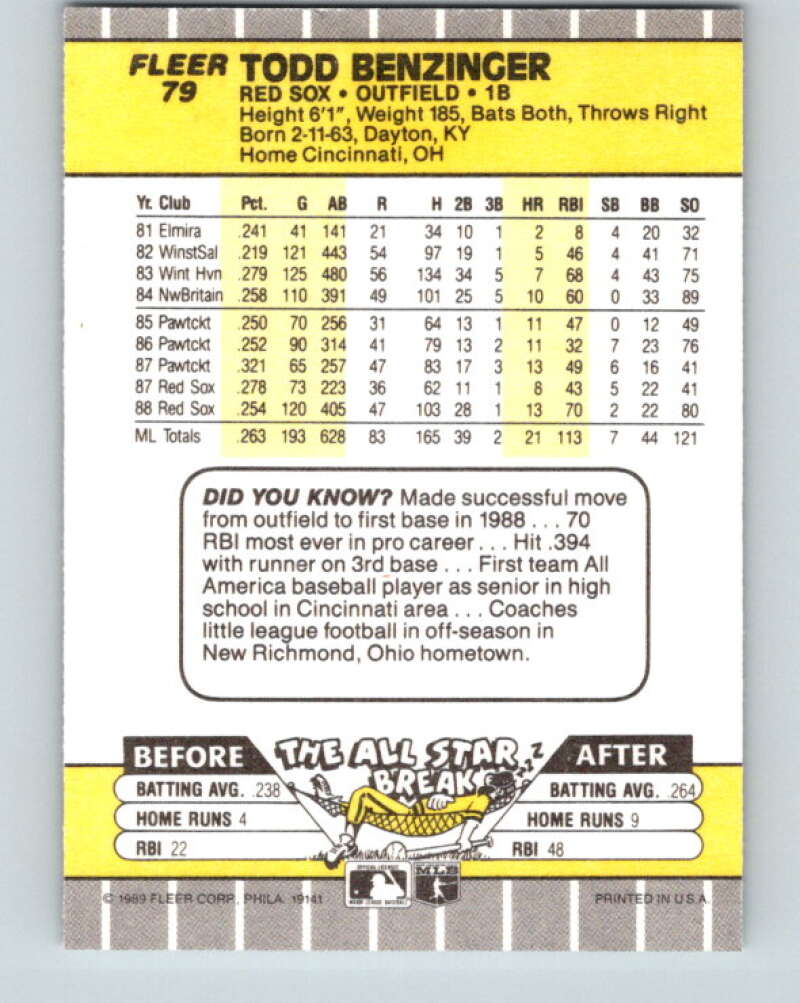 FLEER TODD BENZINGER
79 RED SOX • OUTFIELD • 1B
Height 6'1", Weight 185, Bats Both, Throws Right
Born 2-11-63, Dayton, KY
Home Cincinnati, OH
Yr. Club Pct. G AB R H 2B 3B HR RBI SB BB SO
81 Elmira .241 41 141 21 34 10 1 2 8 4 20 32
82 WinstSal .219 121 443 54 97 19 1 5 46 4 41 71
83 Wint Hvn .279 125 480 56 134 34 5 7 68 4 43 75
84 NwBritain .258 110 391 49 101 25 5 10 60 0 33 89
85 Pawtckt .250 70 256 31 64 13 1 11 47 0 12 49
86 Pawtckt .252 90 314 41 79 13 2 11 32 7 23 76
87 Pawtckt .321 65 257 47 83 17 3 13 49 6 16 41
87 Red Sox .278 73 223 36 62 11 1 8 43 5 22 41
88 Red Sox .254 120 405 47 103 28 1 13 70 2 22 80
ML Totals .263 193 628 83 165 39 2 21 113 7 44 121
DID YOU KNOW? Made successful move
from outfield to first base in 1988 . . . 70
RBI most ever in pro career . . . Hit .394
with runner on 3rd base . . . First team All
America baseball player as senior in high
school in Cincinnati area . . . Coaches
little league football in off-season in
New Richmond, Ohio hometown.
BEFORE THE ALL STAR BREAK ZZZ AFTER
BATTING AVG. .238 BATTING AVG. .264
HOME RUNS 4 HOME RUNS 9
RBI 22 RBI 48
OFFICIAL LICENSEE
MAJOR LEAGUE BASEBALL
MLB
© 1989 FLEER CORP., PHILA. 19141 PRINTED IN U.S.A.